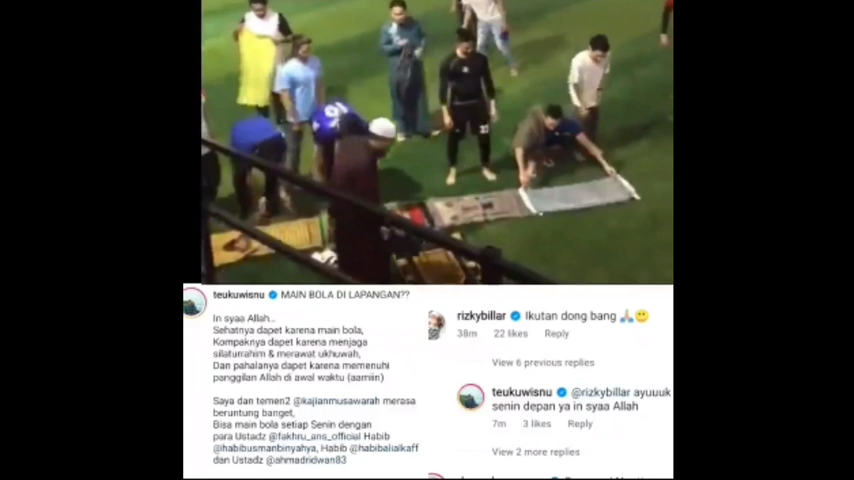 teukuwisnu MAIN BOLA DI LAPANGAN??
In syaa Allah...
Sehatnya dapet karena main bola,
Kompaknya dapet karena menjaga
silaturrahim & merawat ukhuwah,
Dan pahalanya dapet karena memenuhi
panggilan Allah di awal waktu (aamiin)
Saya dan temen2 @kajianmusawarah merasa
beruntung banget,
Bisa main bola setiap Senin dengan
para Ustadz @fakhru_ans_official Habib
@habibusmanbinyahya, Habib @habibalialkaff
dan Ustadz @ahmadridwan83
rizkybillar Ikutan dong bang 🙏🙂
38m 22 likes Reply
View 6 previous replies
teukuwisnu @rizkybillar ayuuuk
senin depan ya in syaa Allah
7m 3 likes Reply
View 2 more replies